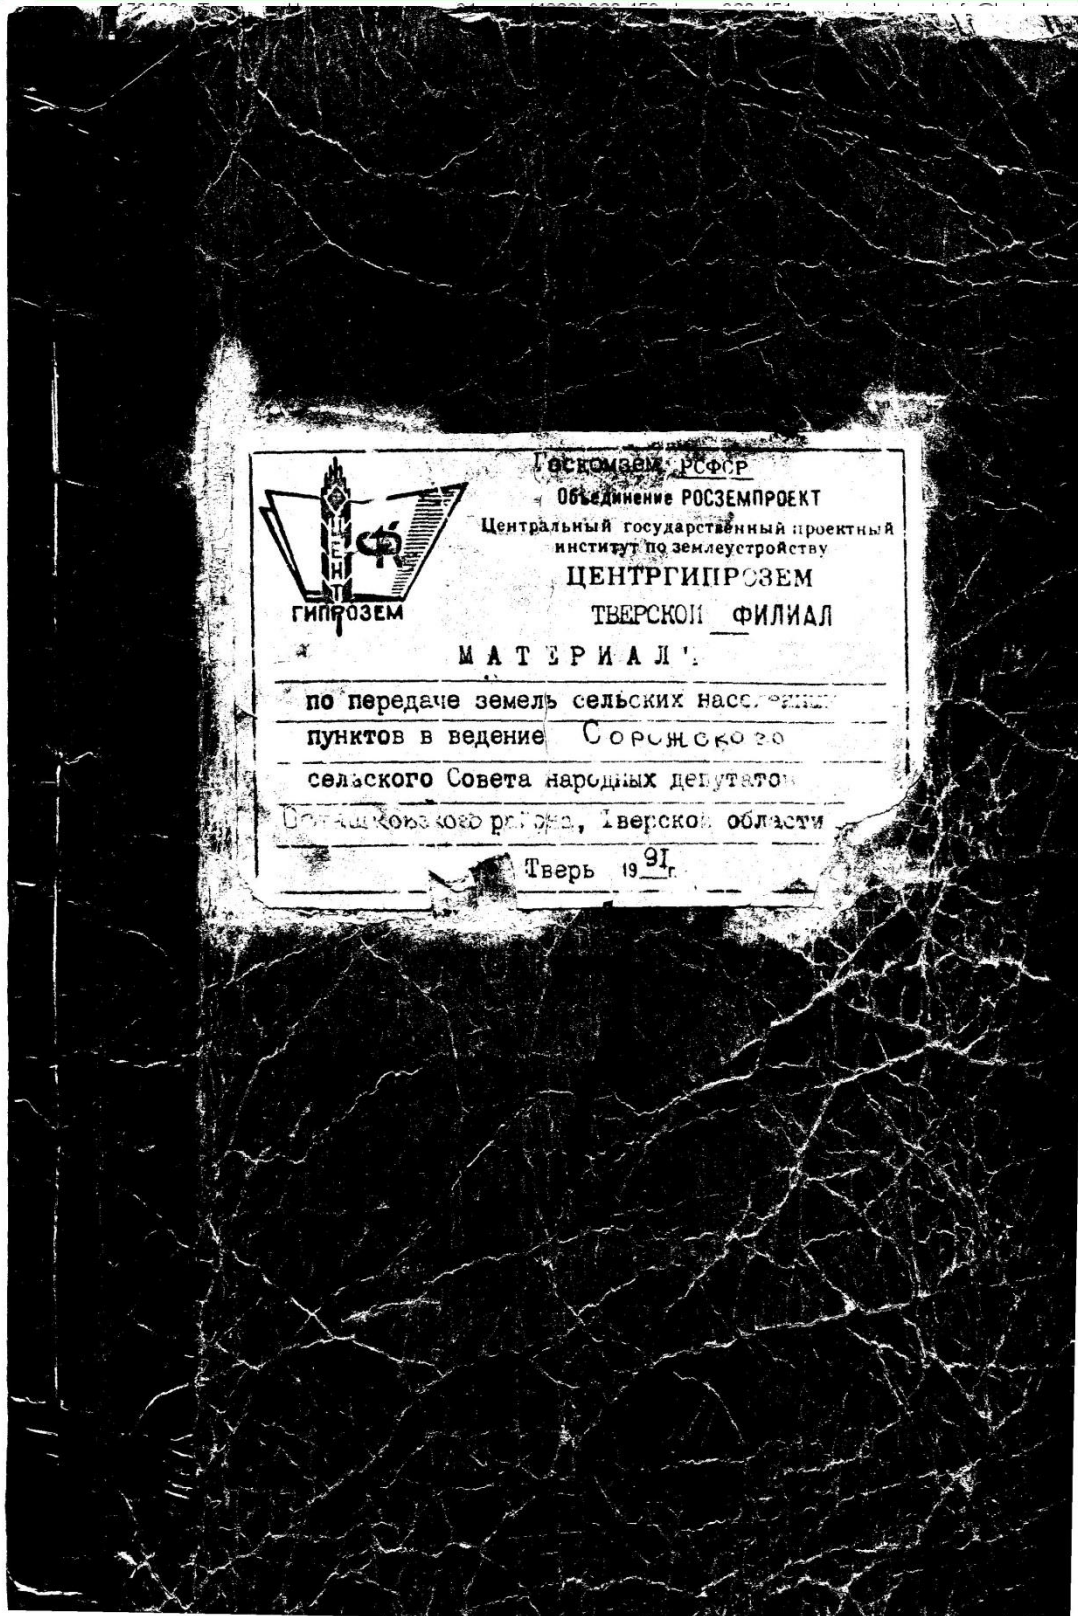 Госкомзем РСФСР
Объединение РОСЗЕМПРОЕКТ
Центральный государственный проектный
институт по землеустройству
ЦЕНТРГИПРОЗЕМ
ТВЕРСКОЙ ФИЛИАЛ
ЦЕНТР
ГИПРОЗЕМ
МАТЕРИАЛЫ
по передаче земель сельских населенных
пунктов в ведение Сорожского
сельского Совета народных депутатов
Осташковского района, Тверской области
Тверь 1991г.